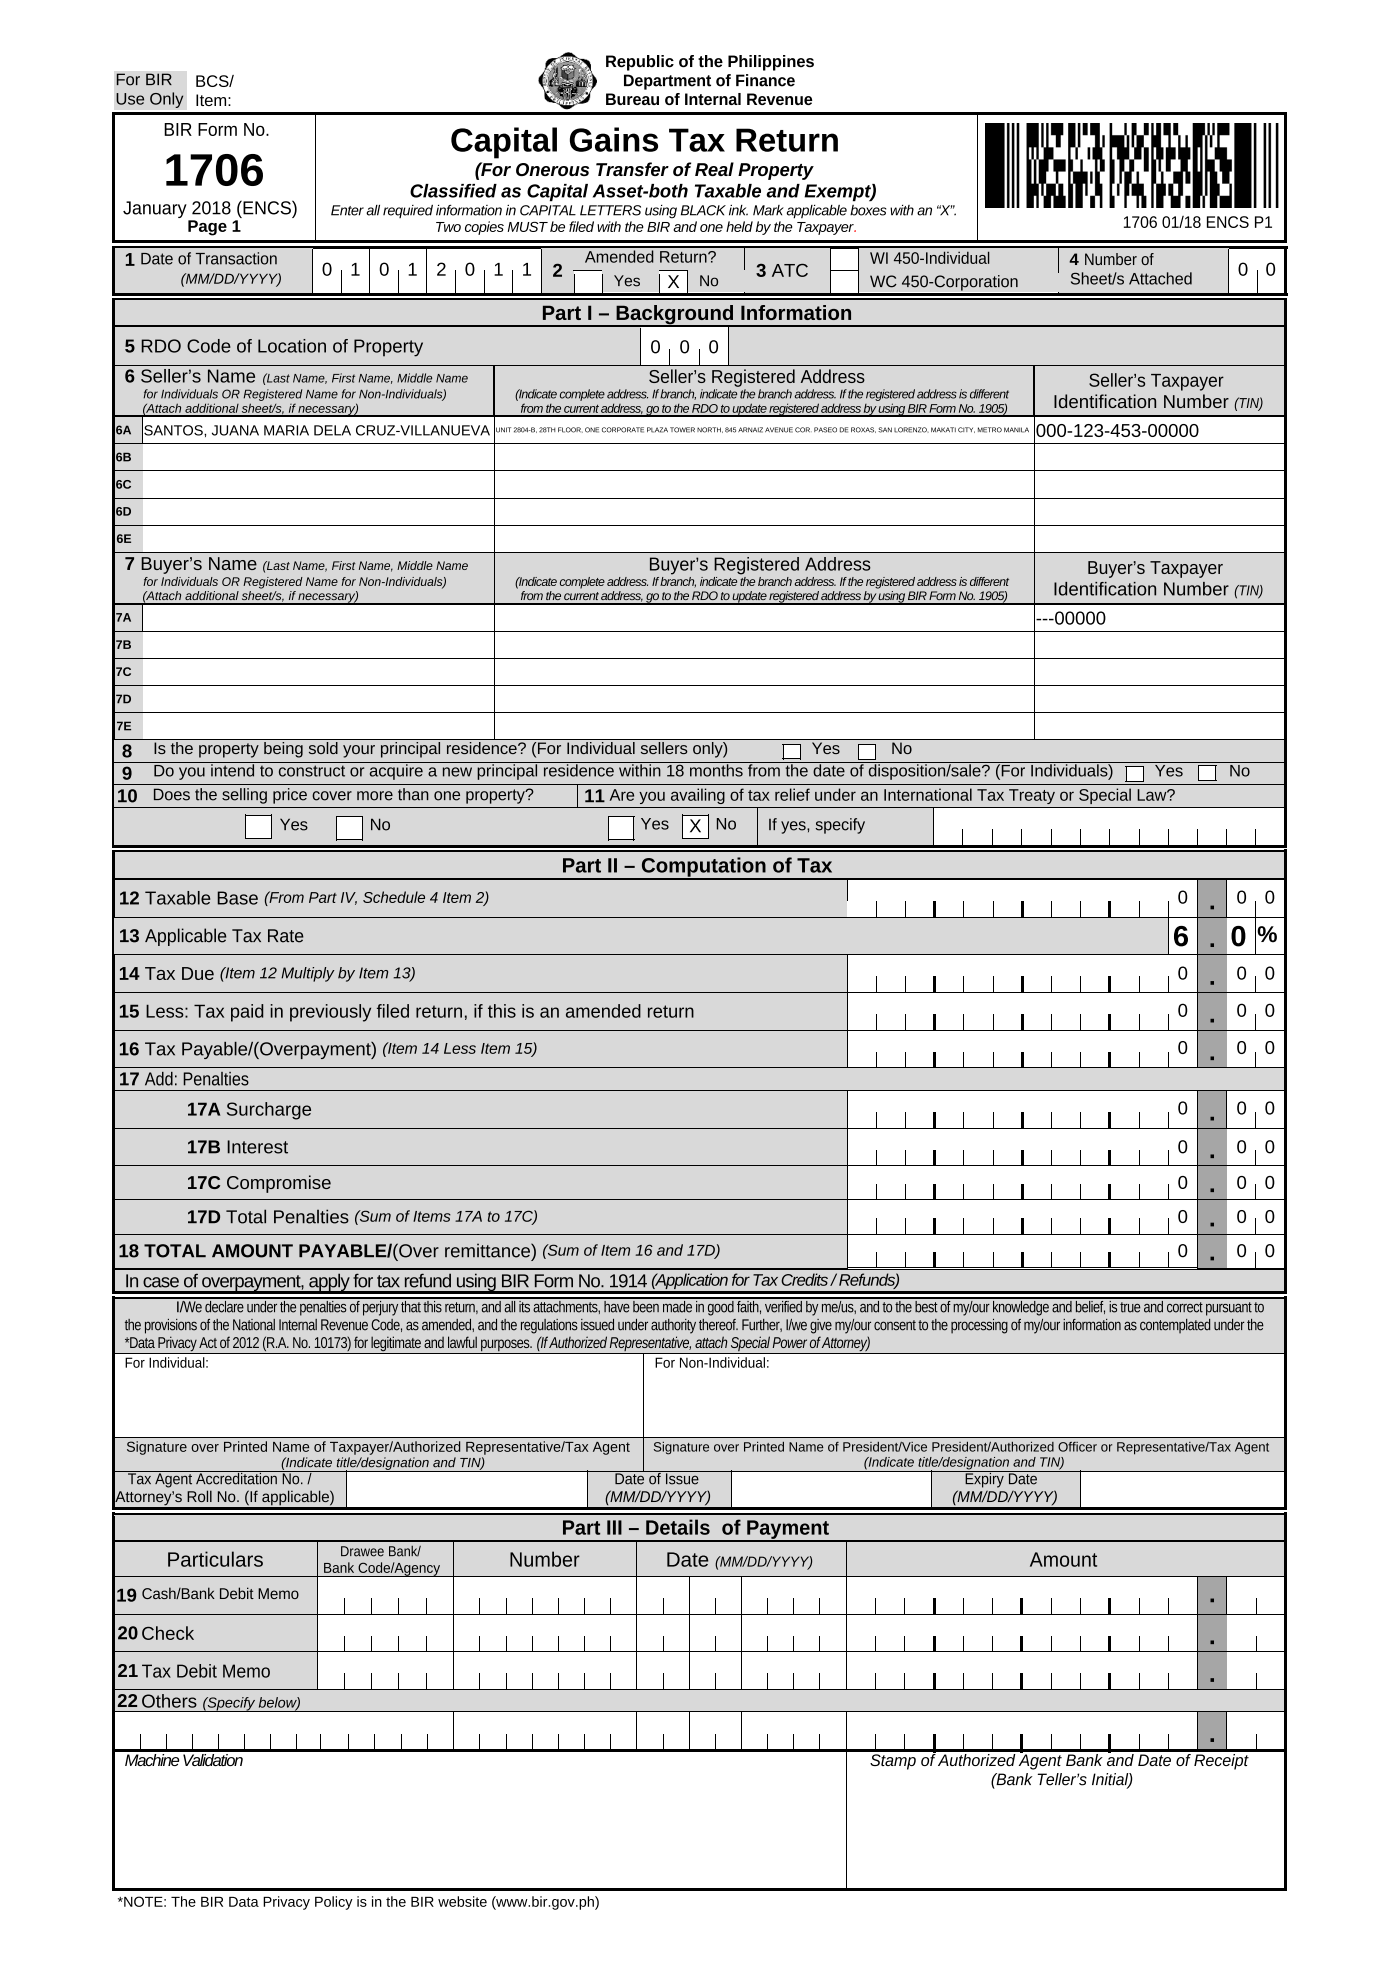 For BIR
Use Only
BCS/
Item:
Republic of the Philippines
Department of Finance
Bureau of Internal Revenue
BIR Form No.
1706
January 2018 (ENCS)
Page 1
Capital Gains Tax Return
(For Onerous Transfer of Real Property
Classified as Capital Asset-both Taxable and Exempt)
Enter all required information in CAPITAL LETTERS using BLACK ink. Mark applicable boxes with an “X”.
Two copies MUST be filed with the BIR and one held by the Taxpayer.
1706 01/18 ENCS P1
1 Date of Transaction
(MM/DD/YYYY)
0 1 0 1 2 0 1 1
2 Amended Return?
Yes X No
3 ATC
WI 450-Individual
WC 450-Corporation
4 Number of
Sheet/s Attached
0 0
Part I – Background Information
5 RDO Code of Location of Property 0 0 0
6 Seller’s Name (Last Name, First Name, Middle Name
for Individuals OR Registered Name for Non-Individuals)
(Attach additional sheet/s, if necessary)
Seller’s Registered Address
(Indicate complete address. If branch, indicate the branch address. If the registered address is different
from the current address, go to the RDO to update registered address by using BIR Form No. 1905)
Seller’s Taxpayer
Identification Number (TIN)
6A SANTOS, JUANA MARIA DELA CRUZ-VILLANUEVA UNIT 2804-B, 28TH FLOOR, ONE CORPORATE PLAZA TOWER NORTH, 845 ARNAIZ AVENUE COR. PASEO DE ROXAS, SAN LORENZO, MAKATI CITY, METRO MANILA 000-123-453-00000
6B
6C
6D
6E
7 Buyer’s Name (Last Name, First Name, Middle Name
for Individuals OR Registered Name for Non-Individuals)
(Attach additional sheet/s, if necessary)
Buyer’s Registered Address
(Indicate complete address. If branch, indicate the branch address. If the registered address is different
from the current address, go to the RDO to update registered address by using BIR Form No. 1905)
Buyer’s Taxpayer
Identification Number (TIN)
7A ---00000
7B
7C
7D
7E
8 Is the property being sold your principal residence? (For Individual sellers only) Yes No
9 Do you intend to construct or acquire a new principal residence within 18 months from the date of disposition/sale? (For Individuals) Yes No
10 Does the selling price cover more than one property?
11 Are you availing of tax relief under an International Tax Treaty or Special Law?
Yes No
Yes X No If yes, specify
Part II – Computation of Tax
12 Taxable Base (From Part IV, Schedule 4 Item 2) 0 . 0 0
13 Applicable Tax Rate 6 . 0 %
14 Tax Due (Item 12 Multiply by Item 13) 0 . 0 0
15 Less: Tax paid in previously filed return, if this is an amended return 0 . 0 0
16 Tax Payable/(Overpayment) (Item 14 Less Item 15) 0 . 0 0
17 Add: Penalties
17A Surcharge 0 . 0 0
17B Interest 0 . 0 0
17C Compromise 0 . 0 0
17D Total Penalties (Sum of Items 17A to 17C) 0 . 0 0
18 TOTAL AMOUNT PAYABLE/(Over remittance) (Sum of Item 16 and 17D) 0 . 0 0
In case of overpayment, apply for tax refund using BIR Form No. 1914 (Application for Tax Credits / Refunds)
I/We declare under the penalties of perjury that this return, and all its attachments, have been made in good faith, verified by me/us, and to the best of my/our knowledge and belief, is true and correct pursuant to
the provisions of the National Internal Revenue Code, as amended, and the regulations issued under authority thereof. Further, I/we give my/our consent to the processing of my/our information as contemplated under the
*Data Privacy Act of 2012 (R.A. No. 10173) for legitimate and lawful purposes. (If Authorized Representative, attach Special Power of Attorney)
For Individual:
For Non-Individual:
Signature over Printed Name of Taxpayer/Authorized Representative/Tax Agent
(Indicate title/designation and TIN)
Signature over Printed Name of President/Vice President/Authorized Officer or Representative/Tax Agent
(Indicate title/designation and TIN)
Tax Agent Accreditation No. /
Attorney’s Roll No. (If applicable)
Date of Issue
(MM/DD/YYYY)
Expiry Date
(MM/DD/YYYY)
Part III – Details of Payment
Particulars
Drawee Bank/
Bank Code/Agency
Number
Date (MM/DD/YYYY)
Amount
19 Cash/Bank Debit Memo .
20 Check .
21 Tax Debit Memo .
22 Others (Specify below)
.
Machine Validation
Stamp of Authorized Agent Bank and Date of Receipt
(Bank Teller’s Initial)
*NOTE: The BIR Data Privacy Policy is in the BIR website (www.bir.gov.ph)